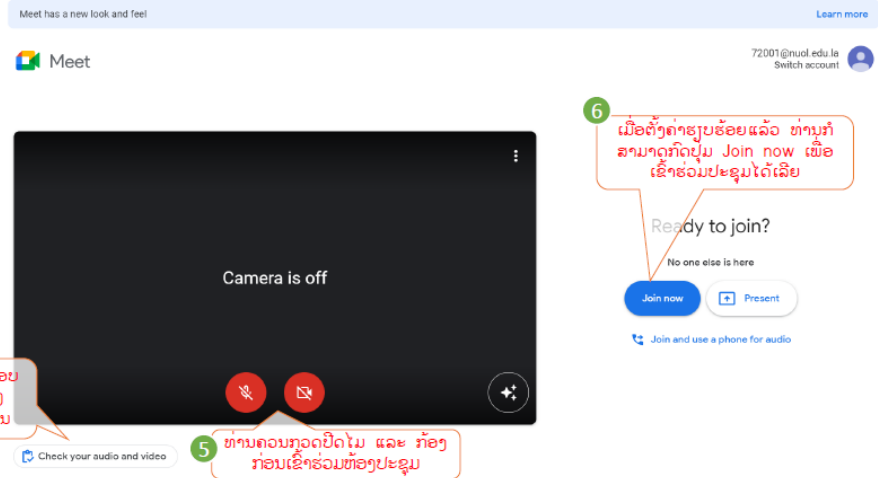 Meet has a new look and feel
Learn more
Meet
72001@nuol.edu.la
Switch account
6
ເມື່ອຕັ້ງຄ່າຮຽບຮ້ອຍແລ້ວ ທ່ານກໍ
ສາມາດກົດປຸ່ມ Join now ເພື່ອ
ເຂົ້າຮ່ວມປະຊຸມໄດ້ເລີຍ
Camera is off
Ready to join?
No one else is here
Join now
Present
Join and use a phone for audio
5
ທ່ານຄວນກວດປິດໄມ ແລະ ກ້ອງ
ກ່ອນເຂົ້າຮ່ວມຫ້ອງປະຊຸມ
Check your audio and video